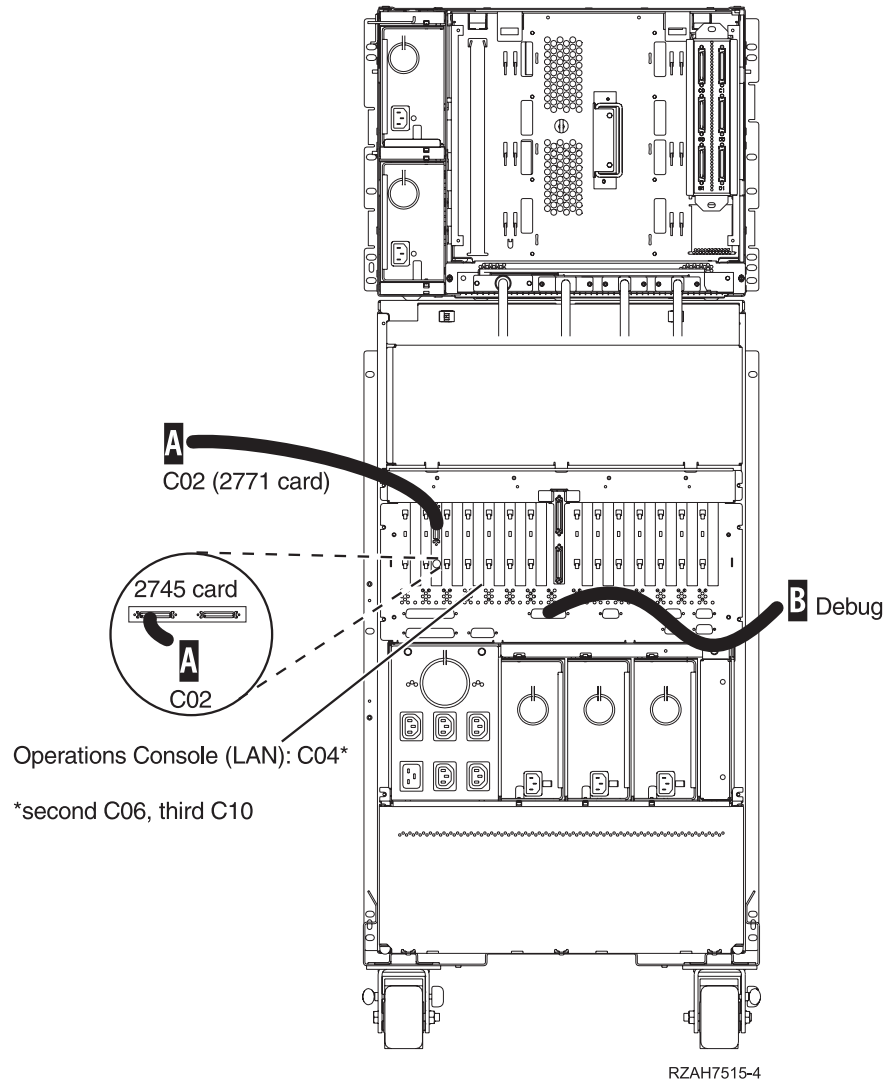 A
C02 (2771 card)
2745 card
A
C02
B Debug
Operations Console (LAN): C04*
*second C06, third C10
RZAH7515-4